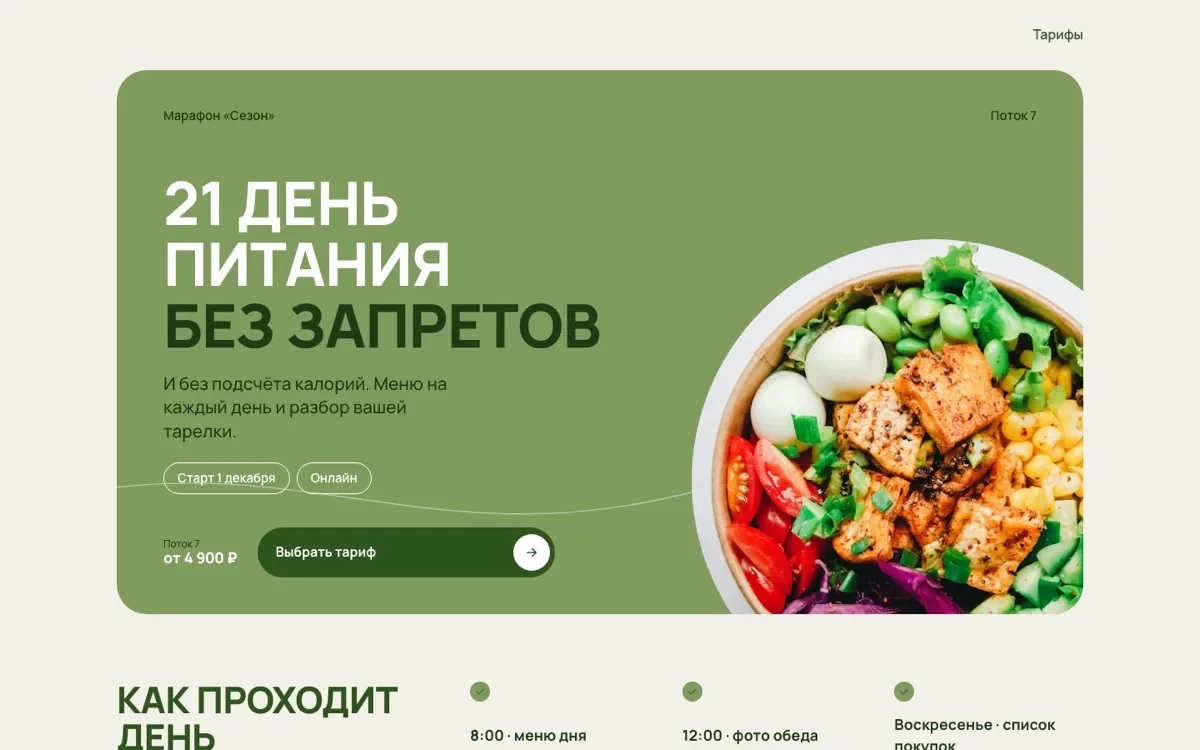 Тарифы
Марафон «Сезон»
Поток 7
21 ДЕНЬ
ПИТАНИЯ
БЕЗ ЗАПРЕТОВ
И без подсчёта калорий. Меню на
каждый день и разбор вашей
тарелки.
Старт 1 декабря
Онлайн
Поток 7
от 4 900 ₽
Выбрать тариф
КАК ПРОХОДИТ
ДЕНЬ
8:00 · меню дня
12:00 · фото обеда
Воскресенье · список
покупок